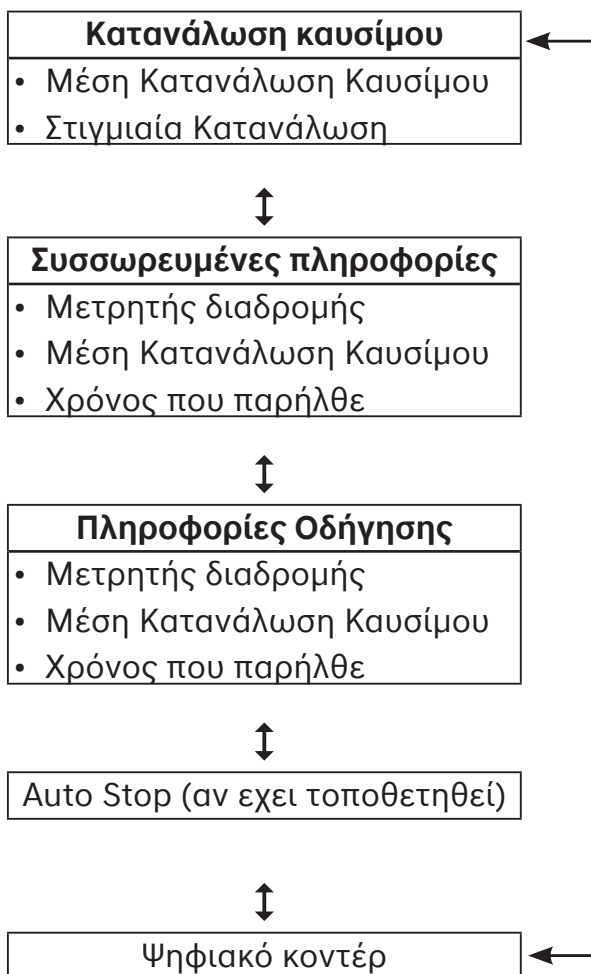 Κατανάλωση καυσίμου
• Μέση Κατανάλωση Καυσίμου
• Στιγμιαία Κατανάλωση
Συσσωρευμένες πληροφορίες
• Μετρητής διαδρομής
• Μέση Κατανάλωση Καυσίμου
• Χρόνος που παρήλθε
Πληροφορίες Οδήγησης
• Μετρητής διαδρομής
• Μέση Κατανάλωση Καυσίμου
• Χρόνος που παρήλθε
Auto Stop (αν εχει τοποθετηθεί)
Ψηφιακό κοντέρ